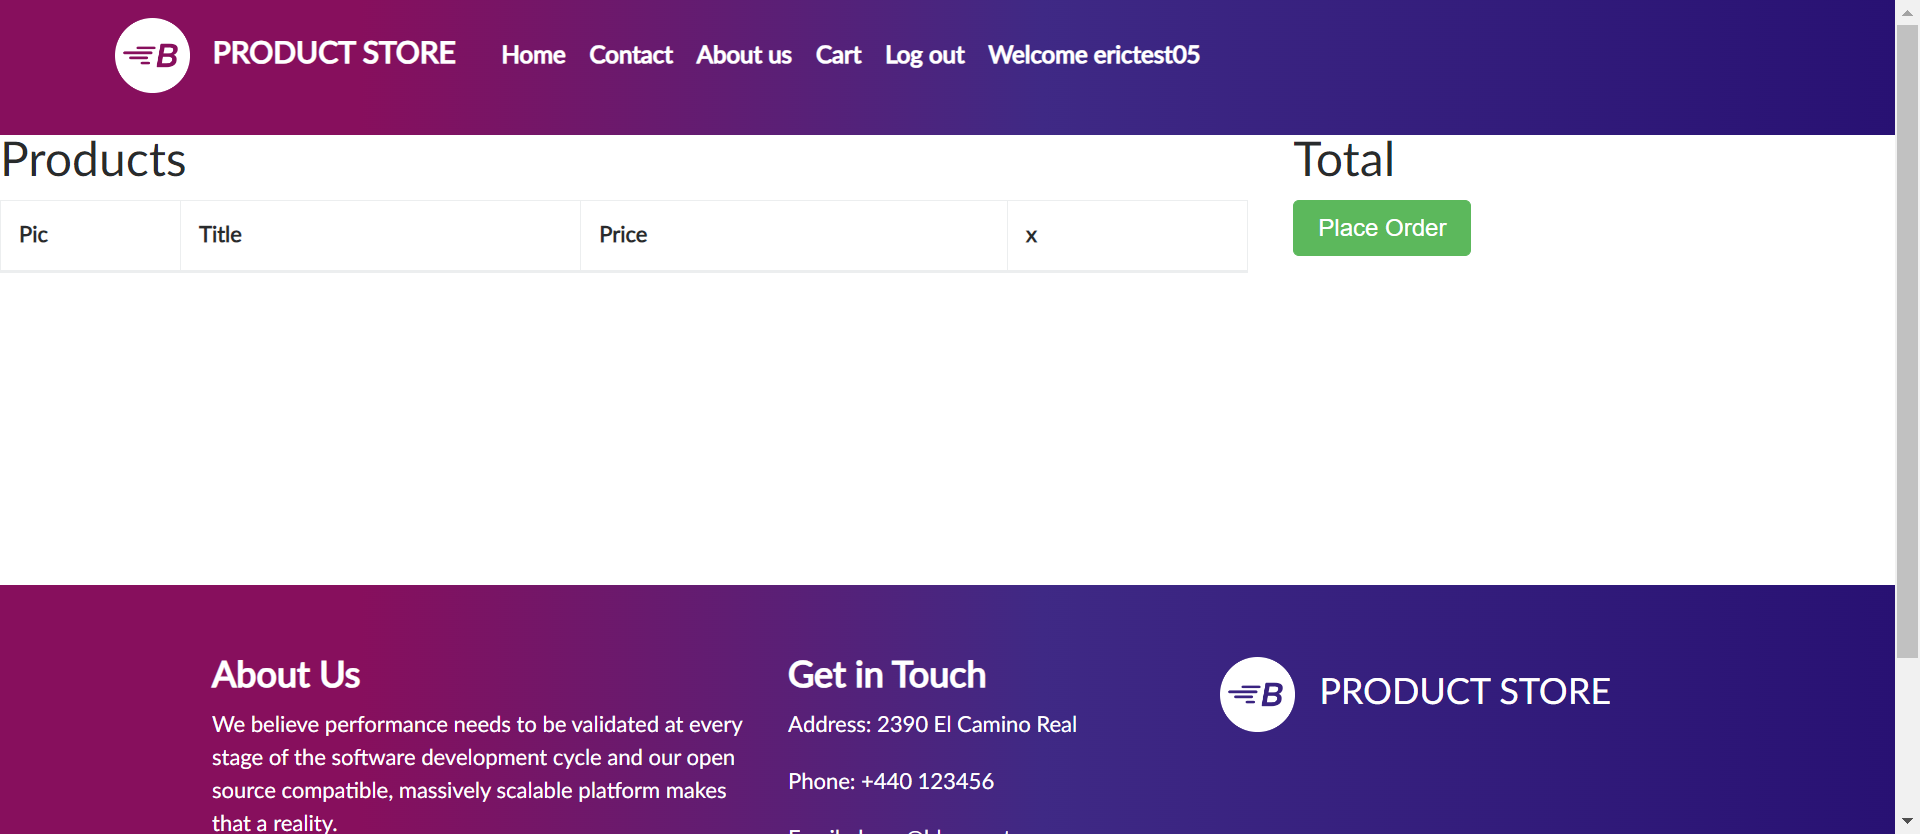 B PRODUCT STORE Home Contact About us Cart Log out Welcome erictest05
Products
Total
Pic Title Price x
Place Order
About Us
We believe performance needs to be validated at every
stage of the software development cycle and our open
source compatible, massively scalable platform makes
that a reality.
Get in Touch
Address: 2390 El Camino Real
Phone: +440 123456
B PRODUCT STORE